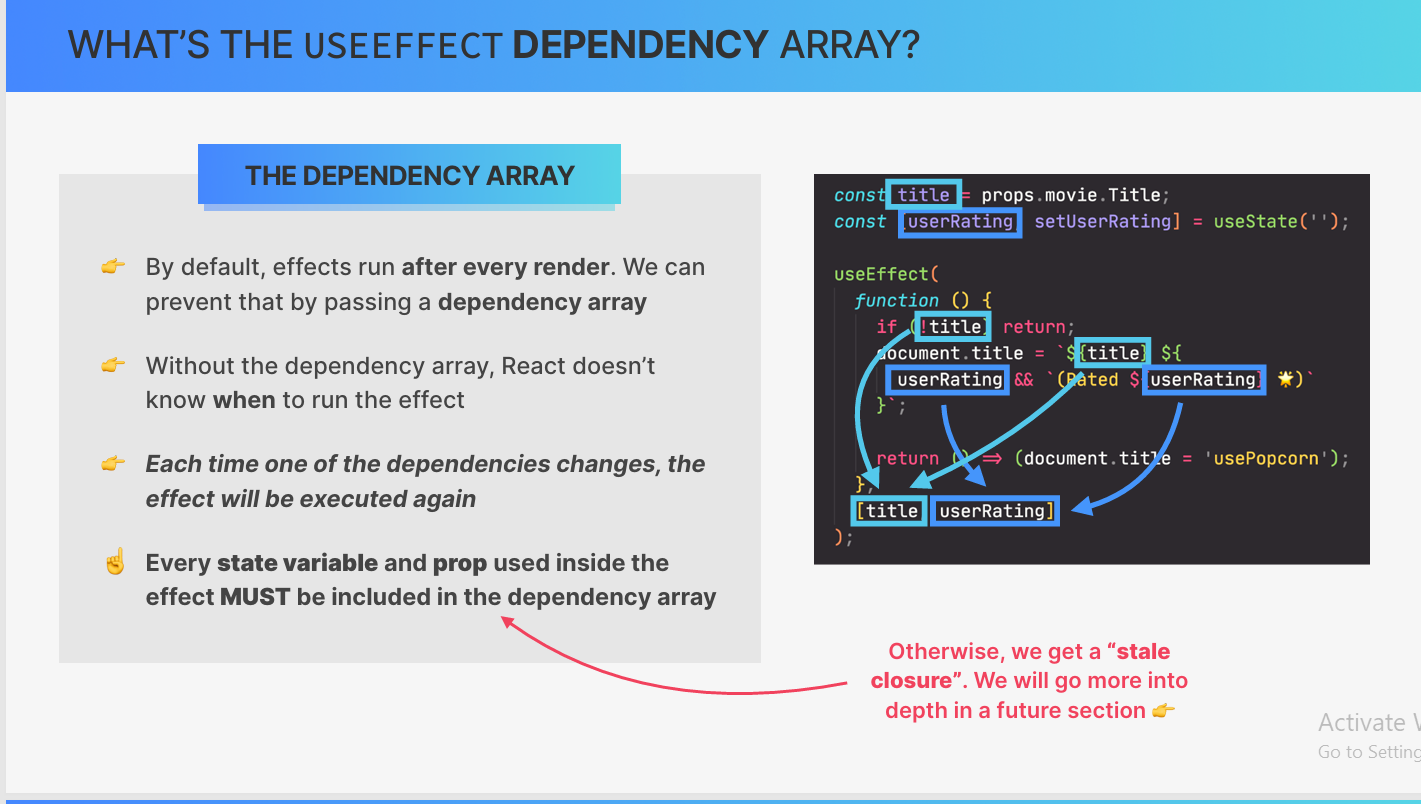 WHAT'S THE USEEFFECT DEPENDENCY ARRAY?
THE DEPENDENCY ARRAY
👉 By default, effects run after every render. We can
prevent that by passing a dependency array
👉 Without the dependency array, React doesn't
know when to run the effect
👉 Each time one of the dependencies changes, the
effect will be executed again
☝️ Every state variable and prop used inside the
effect MUST be included in the dependency array
const title = props.movie.Title;
const [userRating setUserRating] = useState('');
useEffect(
function () {
if (!title) return;
document.title = `${title} ${
userRating && `(Rated ${userRating} 🌟)`
}`;
return () => (document.title = 'usePopcorn');
},
[title userRating]
);
Otherwise, we get a “stale
closure”. We will go more into
depth in a future section 👉
Activate
Go to Setting